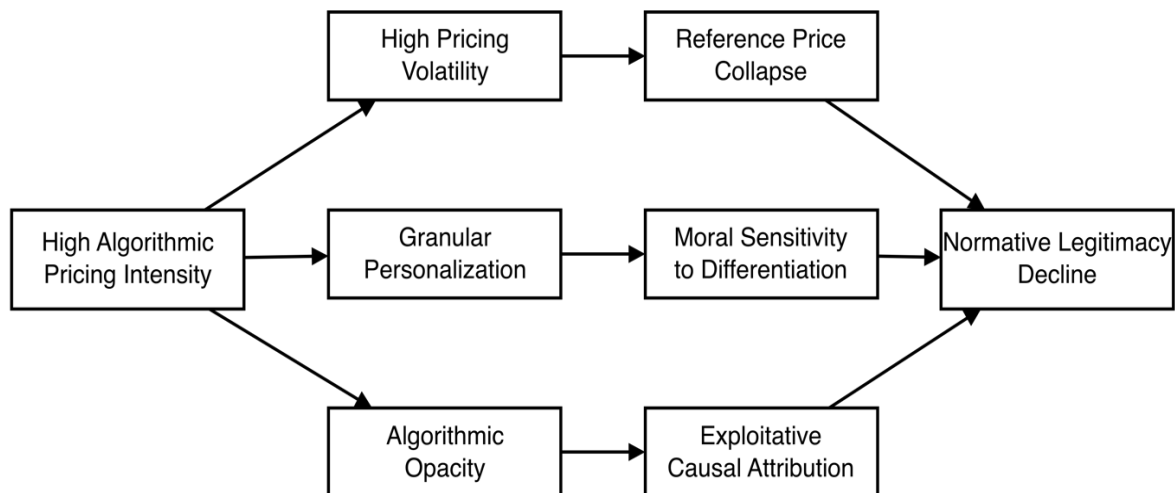 High Pricing
Volatility
Reference Price
Collapse
High Algorithmic
Pricing Intensity
Granular
Personalization
Moral Sensitivity
to Differentiation
Normative Legitimacy
Decline
Algorithmic
Opacity
Exploitative
Causal Attribution